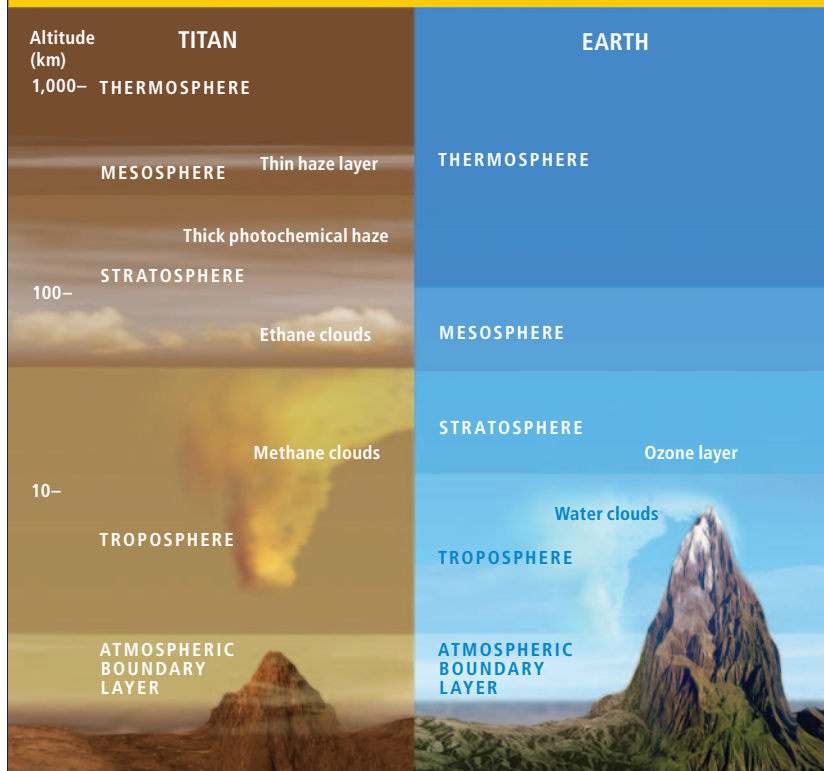 Altitude
(km)
TITAN
1,000– THERMOSPHERE
Thin haze layer
MESOSPHERE
Thick photochemical haze
STRATOSPHERE
100–
Ethane clouds
Methane clouds
10–
TROPOSPHERE
ATMOSPHERIC
BOUNDARY
LAYER
EARTH
THERMOSPHERE
MESOSPHERE
STRATOSPHERE
Ozone layer
Water clouds
TROPOSPHERE
ATMOSPHERIC
BOUNDARY
LAYER